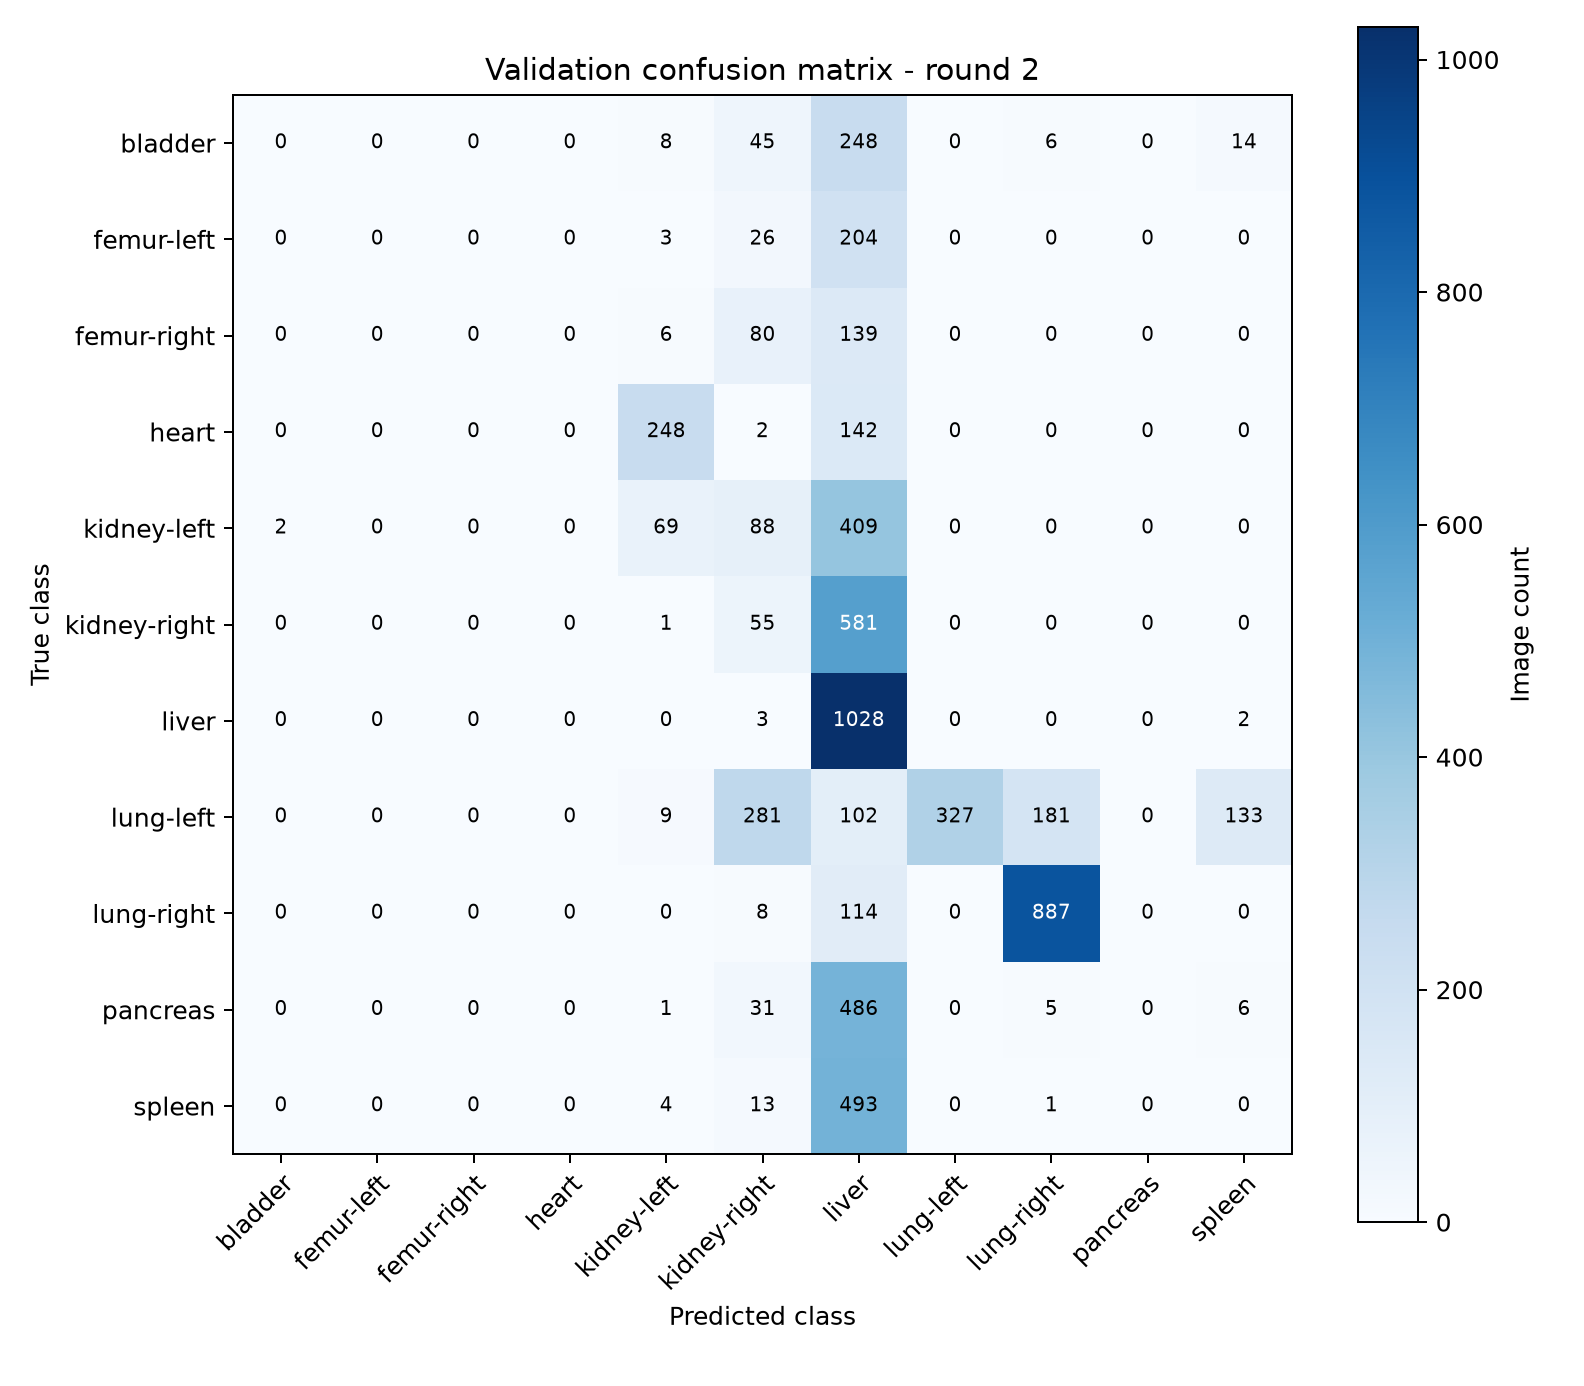 Validation confusion matrix - round 2
True class
bladder 0 0 0 0 8 45 248 0 6 0 14
femur-left 0 0 0 0 3 26 204 0 0 0 0
femur-right 0 0 0 0 6 80 139 0 0 0 0
heart 0 0 0 0 248 2 142 0 0 0 0
kidney-left 2 0 0 0 69 88 409 0 0 0 0
kidney-right 0 0 0 0 1 55 581 0 0 0 0
liver 0 0 0 0 0 3 1028 0 0 0 2
lung-left 0 0 0 0 9 281 102 327 181 0 133
lung-right 0 0 0 0 0 8 114 0 887 0 0
pancreas 0 0 0 0 1 31 486 0 5 0 6
spleen 0 0 0 0 4 13 493 0 1 0 0
bladder femur-left femur-right heart kidney-left kidney-right liver lung-left lung-right pancreas spleen
Predicted class
1000
800
600
400
200
0
Image count